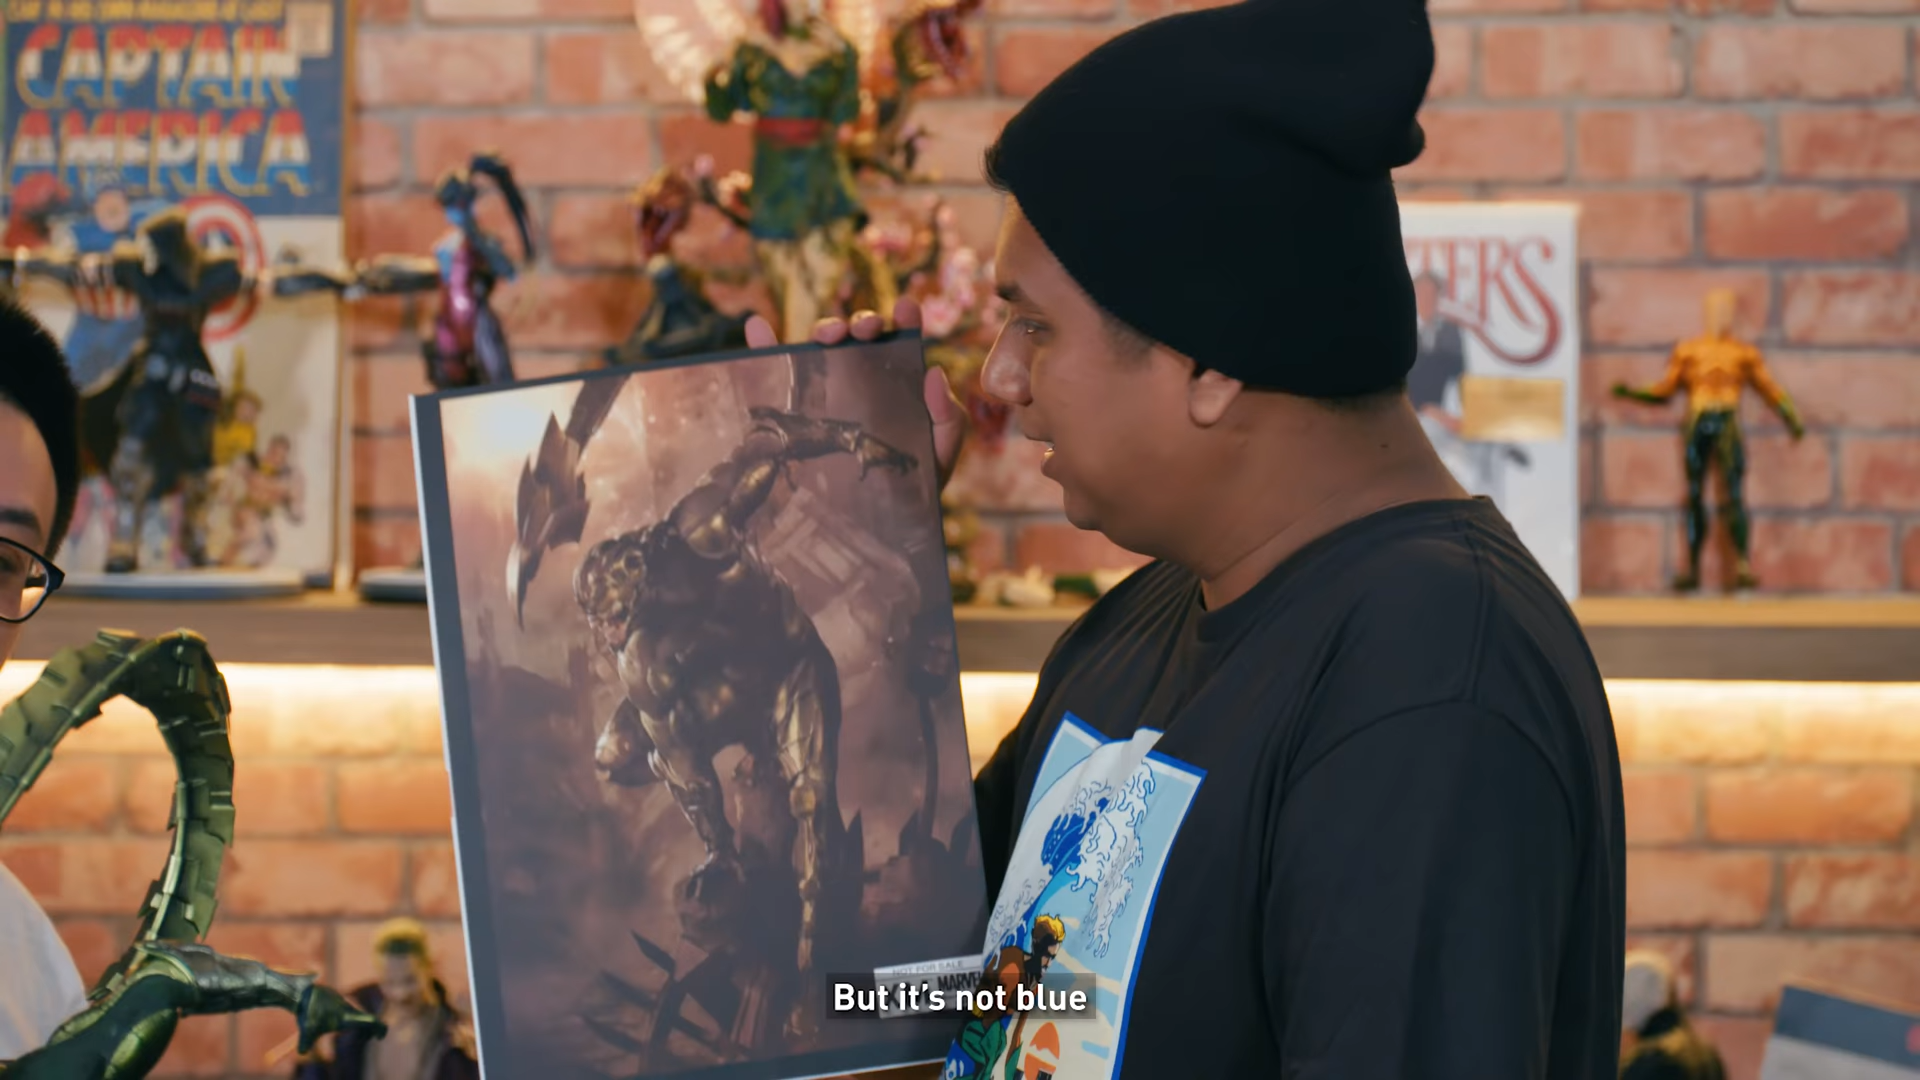 CAPTAIN
AMERICA
TERS
NOT FOR SALE
MARVEL
But it's not blue